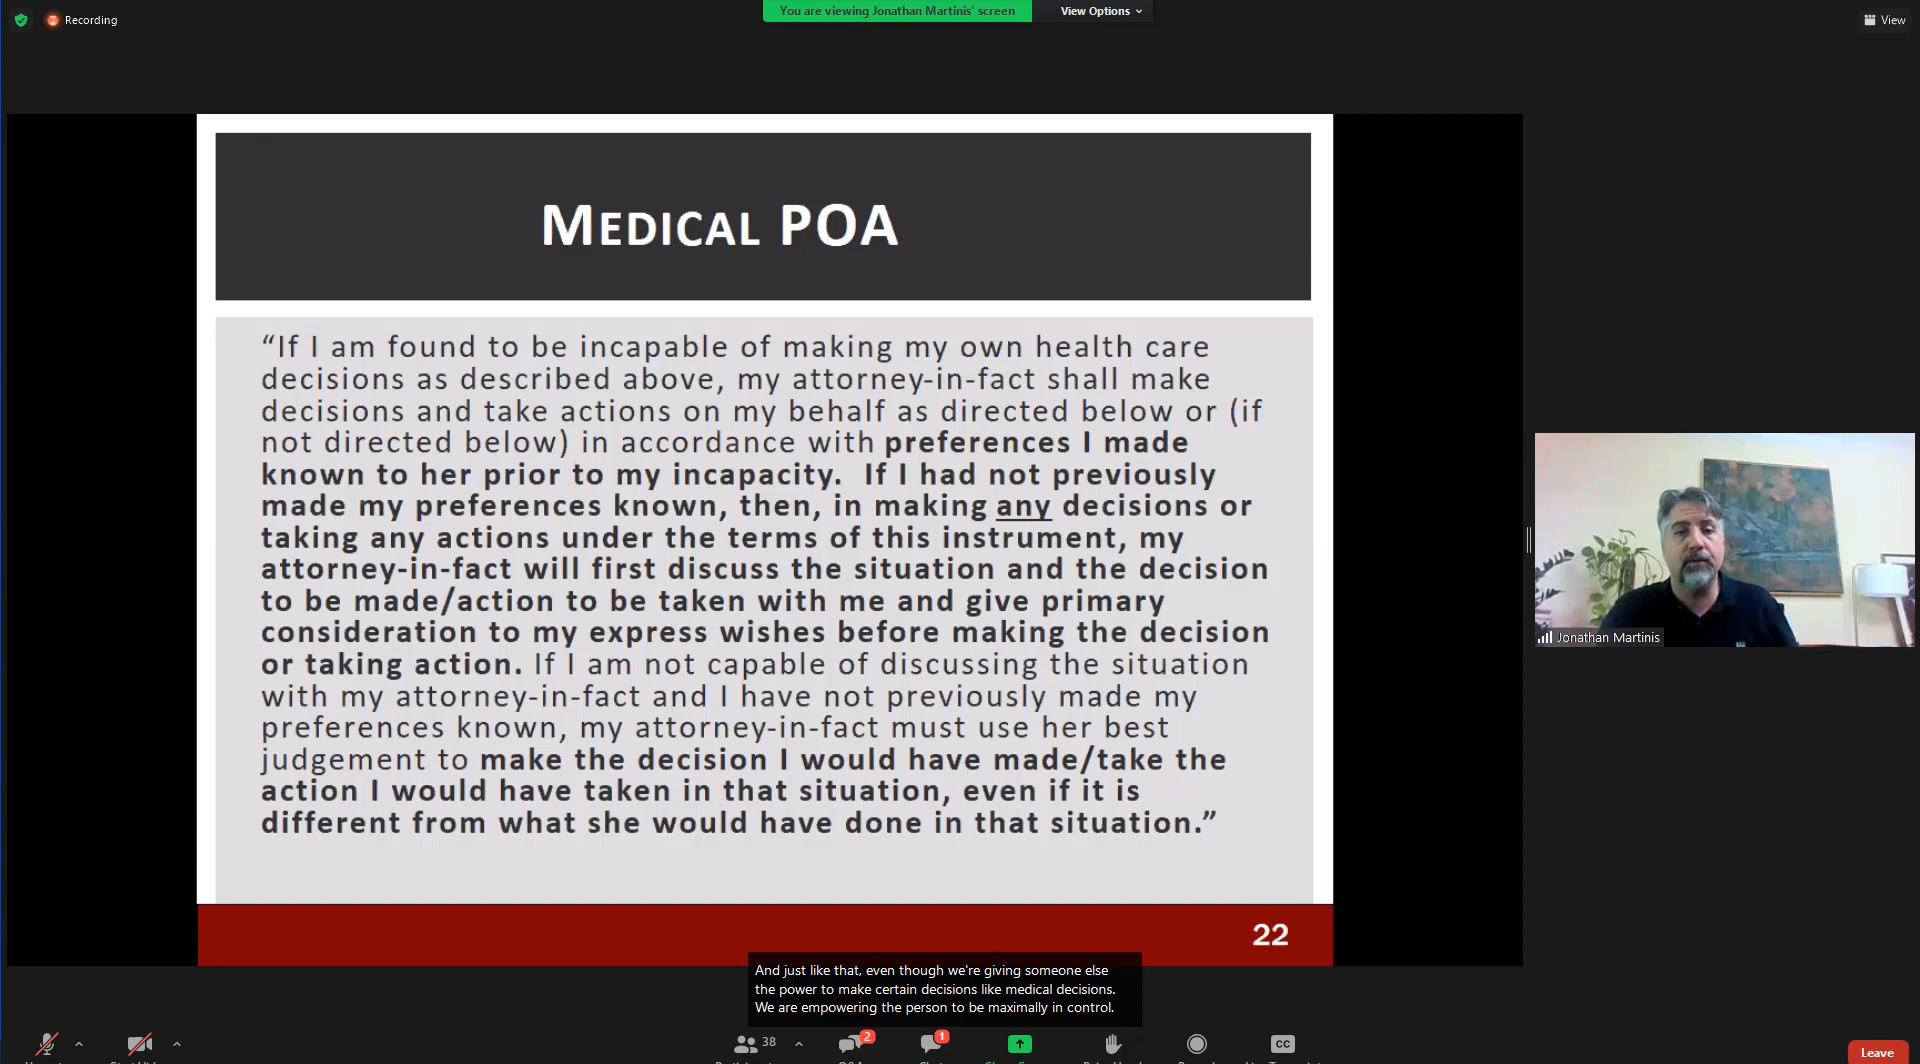 Recording
You are viewing Jonathan Martinis' screen
View Options
View
MEDICAL POA
“If I am found to be incapable of making my own health care
decisions as described above, my attorney-in-fact shall make
decisions and take actions on my behalf as directed below or (if
not directed below) in accordance with preferences I made
known to her prior to my incapacity. If I had not previously
made my preferences known, then, in making any decisions or
taking any actions under the terms of this instrument, my
attorney-in-fact will first discuss the situation and the decision
to be made/action to be taken with me and give primary
consideration to my express wishes before making the decision
or taking action. If I am not capable of discussing the situation
with my attorney-in-fact and I have not previously made my
preferences known, my attorney-in-fact must use her best
judgement to make the decision I would have made/take the
action I would have taken in that situation, even if it is
different from what she would have done in that situation.”
22
Jonathan Martinis
And just like that, even though we're giving someone else
the power to make certain decisions like medical decisions.
We are empowering the person to be maximally in control.
38
2
1
CC
Leave